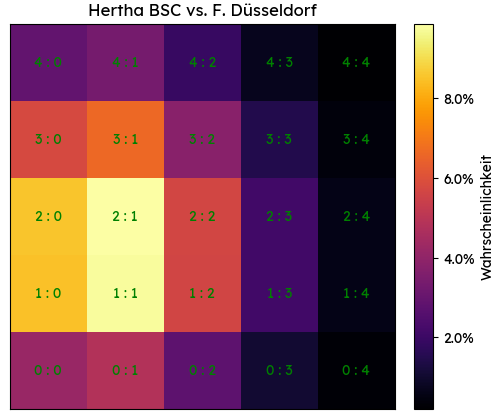 Hertha BSC vs. F. Düsseldorf
4:0 4:1 4:2 4:3 4:4
3:0 3:1 3:2 3:3 3:4
2:0 2:1 2:2 2:3 2:4
1:0 1:1 1:2 1:3 1:4
0:0 0:1 0:2 0:3 0:4
8.0%
6.0%
4.0%
2.0%
Wahrscheinlichkeit